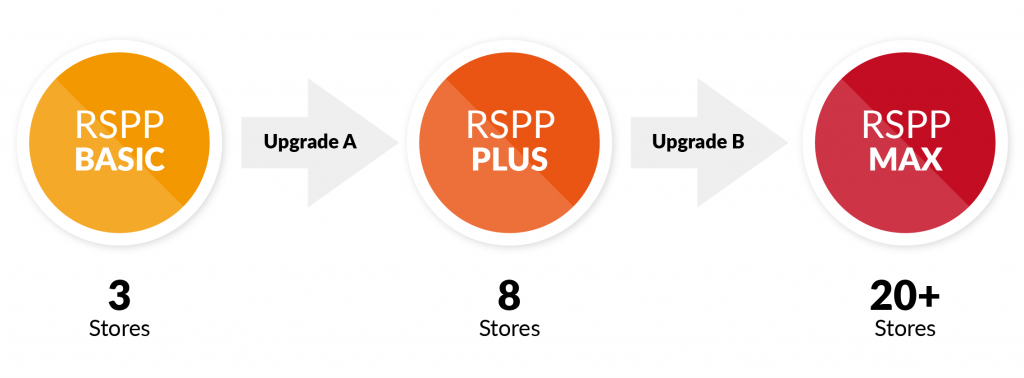 RSPP
BASIC
Upgrade A
RSPP
PLUS
Upgrade B
RSPP
MAX
3
Stores
8
Stores
20+
Stores